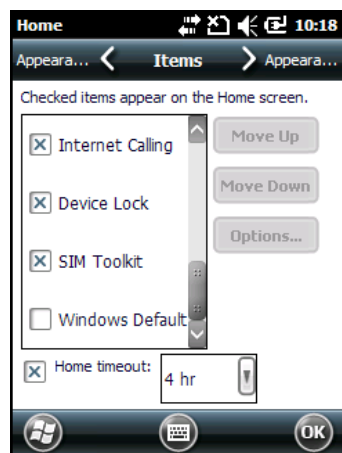 Home 10:18
Appeara... Items Appeara...
Checked items appear on the Home screen.
Internet Calling
Move Up
Device Lock
Move Down
SIM Toolkit
Options...
Windows Default
Home timeout:
4 hr
OK